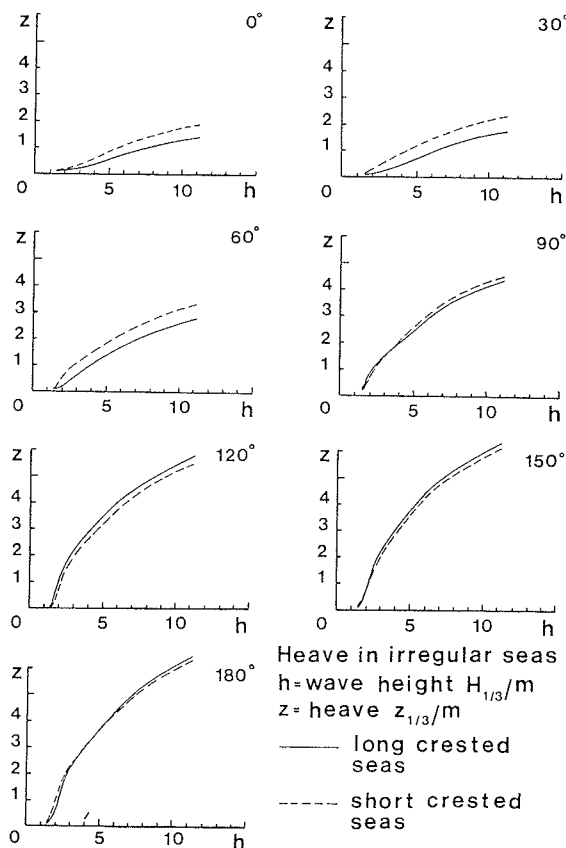 z 0°
4
3
2
1
0 5 10 h
z 30°
4
3
2
1
0 5 10 h
z 60°
4
3
2
1
0 5 10 h
z 90°
4
3
2
1
0 5 10 h
z 120°
4
3
2
1
0 5 10 h
z 150°
4
3
2
1
0 5 10 h
z 180°
4
3
2
1
0 5 10 h
Heave in irregular seas
h=wave height H1/3/m
z= heave z1/3/m
long crested
seas
short crested
seas